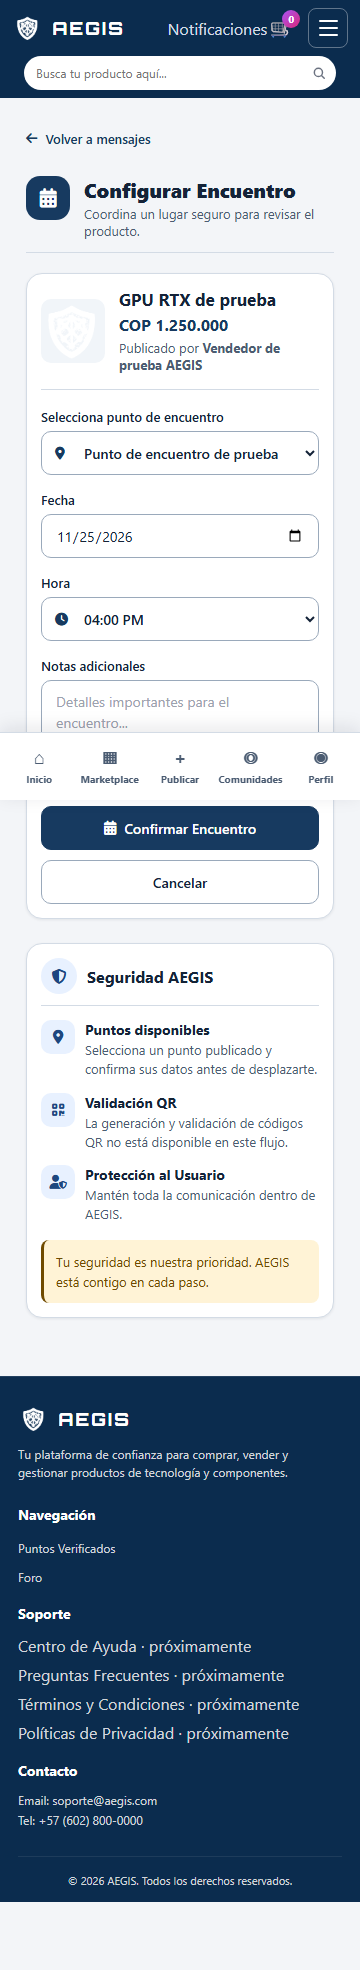 AEGIS
Notificaciones
0
Busca tu producto aquí...
Volver a mensajes
Configurar Encuentro
Coordina un lugar seguro para revisar el
producto.
GPU RTX de prueba
COP 1.250.000
Publicado por Vendedor de
prueba AEGIS
Selecciona punto de encuentro
Punto de encuentro de prueba
Fecha
11/25/2026
Hora
04:00 PM
Notas adicionales
Detalles importantes para el
encuentro...
Inicio
Marketplace
Publicar
Comunidades
Perfil
Confirmar Encuentro
Cancelar
Seguridad AEGIS
Puntos disponibles
Selecciona un punto publicado y
confirma sus datos antes de desplazarte.
Validación QR
La generación y validación de códigos
QR no está disponible en este flujo.
Protección al Usuario
Mantén toda la comunicación dentro de
AEGIS.
Tu seguridad es nuestra prioridad. AEGIS
está contigo en cada paso.
AEGIS
Tu plataforma de confianza para comprar, vender y
gestionar productos de tecnología y componentes.
Navegación
Puntos Verificados
Foro
Soporte
Centro de Ayuda · próximamente
Preguntas Frecuentes · próximamente
Términos y Condiciones · próximamente
Políticas de Privacidad · próximamente
Contacto
Email: soporte@aegis.com
Tel: +57 (602) 800-0000
© 2026 AEGIS. Todos los derechos reservados.